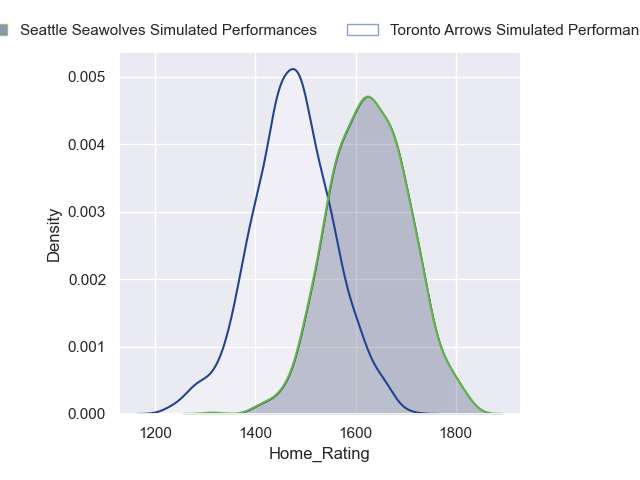 Seattle Seawolves Simulated Performances Toronto Arrows Simulated Performan
0.005
0.004
0.003
0.002
0.001
0.000
Density
1200 1400 1600 1800
Home_Rating